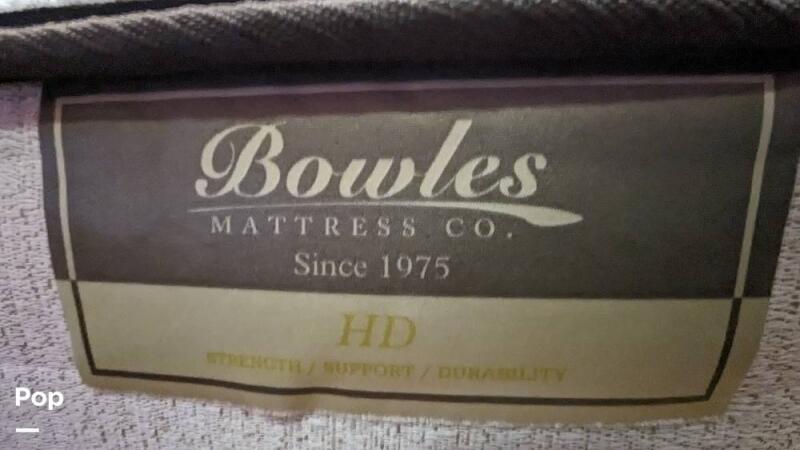 Bowles
MATTRESS CO.
Since 1975
HD
STRENGTH / SUPPORT / DURABILITY
Pop